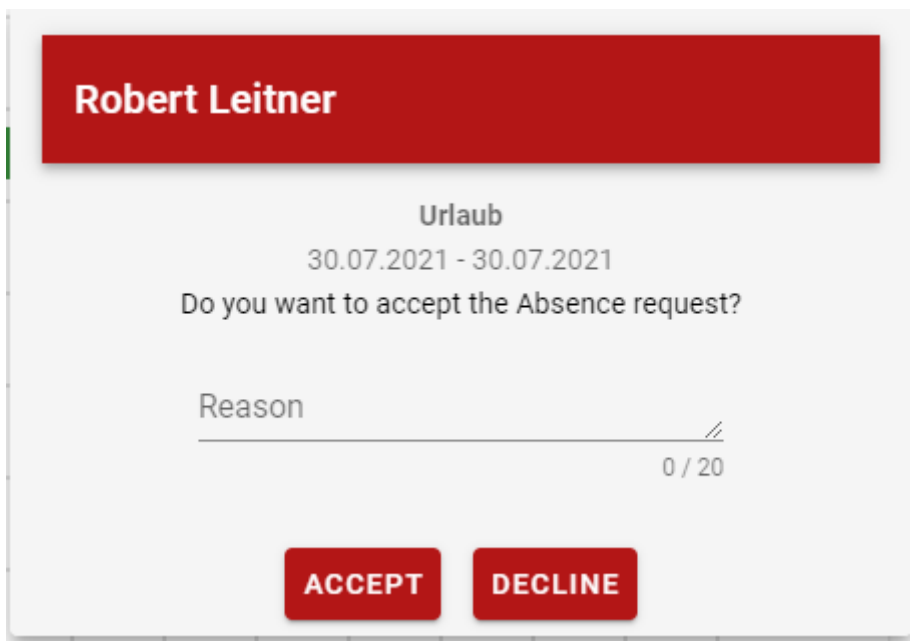 Robert Leitner
Urlaub
30.07.2021 - 30.07.2021
Do you want to accept the Absence request?
Reason
0 / 20
ACCEPT DECLINE